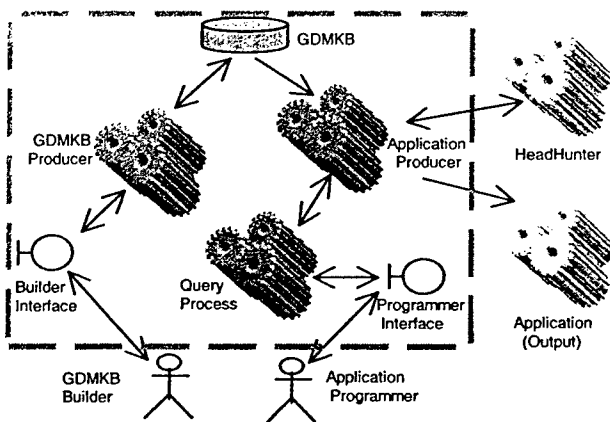 GDMKB
GDMKB
Producer
Application
Producer
HeadHunter
Builder
Interface
Query
Process
Programmer
Interface
Application
(Output)
GDMKB
Builder
Application
Programmer